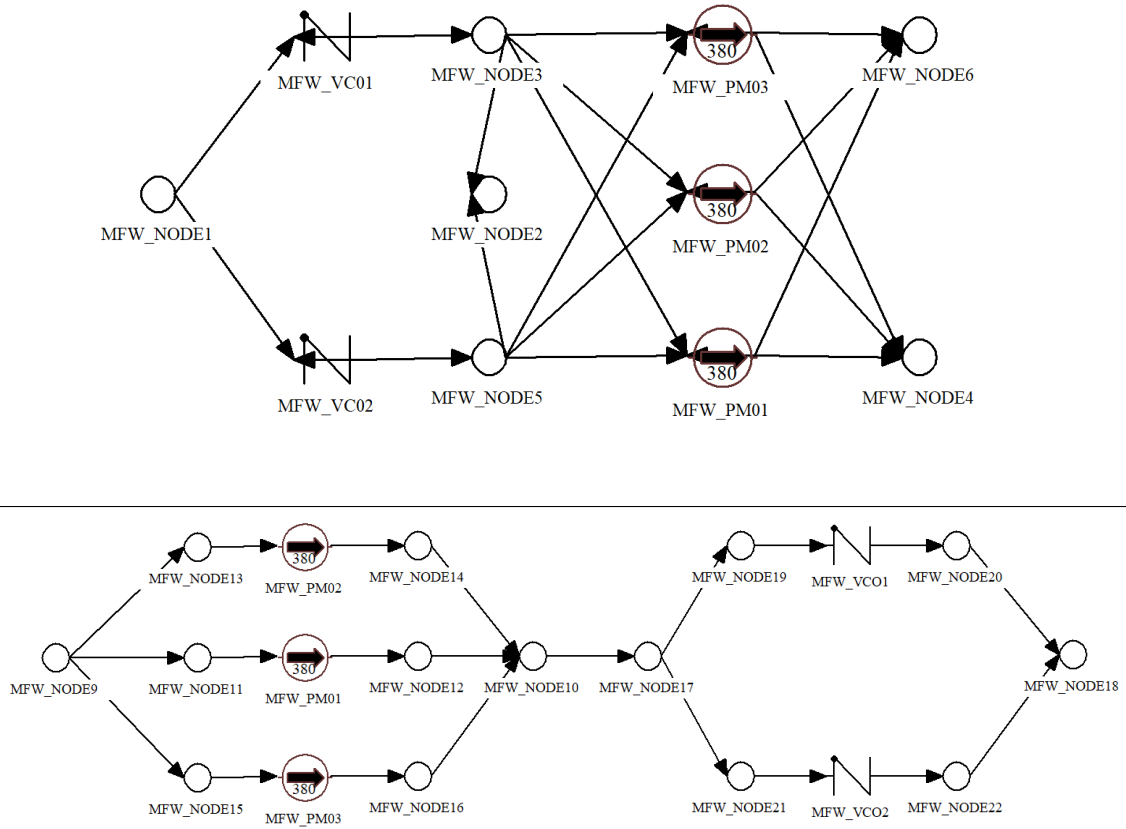 380
MFW_VC01
MFW_NODE3
MFW_PM03
MFW_NODE6
380
MFW_NODE1
MFW_NODE2
MFW_PM02
380
MFW_VC02
MFW_NODE5
MFW_PM01
MFW_NODE4
380
MFW_NODE13
MFW_PM02
MFW_NODE14
MFW_NODE19
MFW_VCO1
MFW_NODE20
380
MFW_NODE9
MFW_NODE11
MFW_PM01
MFW_NODE12
MFW_NODE10
MFW_NODE17
MFW_NODE18
380
MFW_NODE15
MFW_PM03
MFW_NODE16
MFW_NODE21
MFW_VCO2
MFW_NODE22